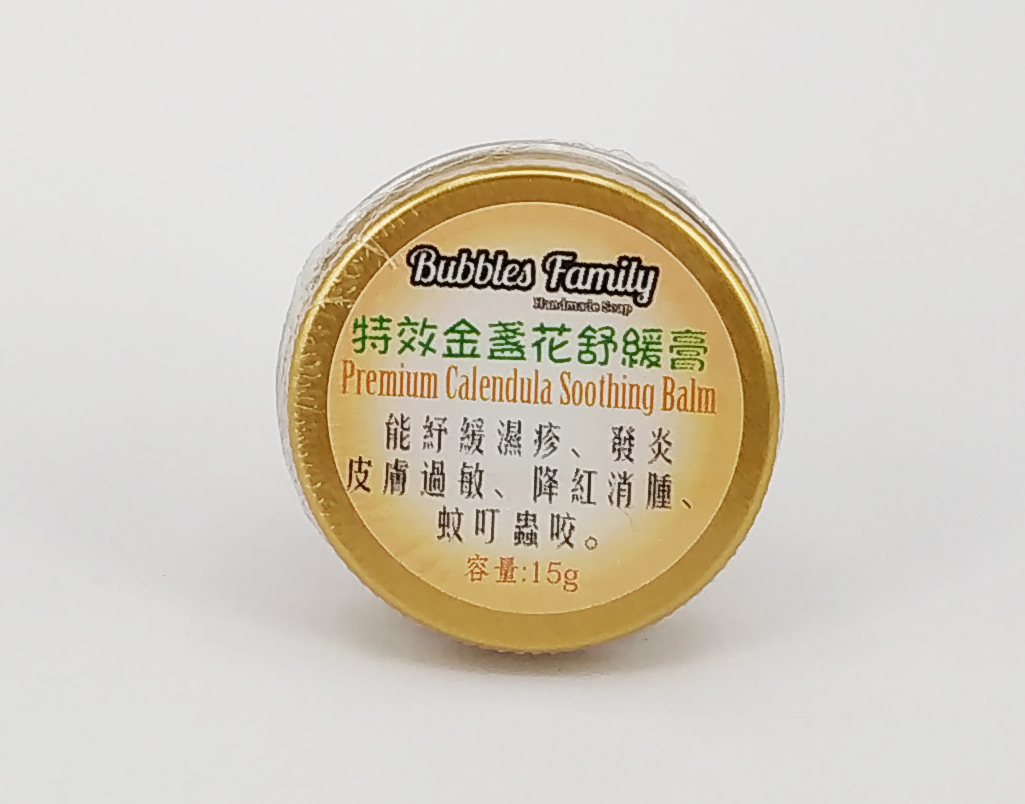 Bubbles Family
Handmade Soap
特效金盞花舒緩膏
Premium Calendula Soothing Balm
能紓緩濕疹、發炎
皮膚過敏、降紅消腫、
蚊叮蟲咬。
容量:15g